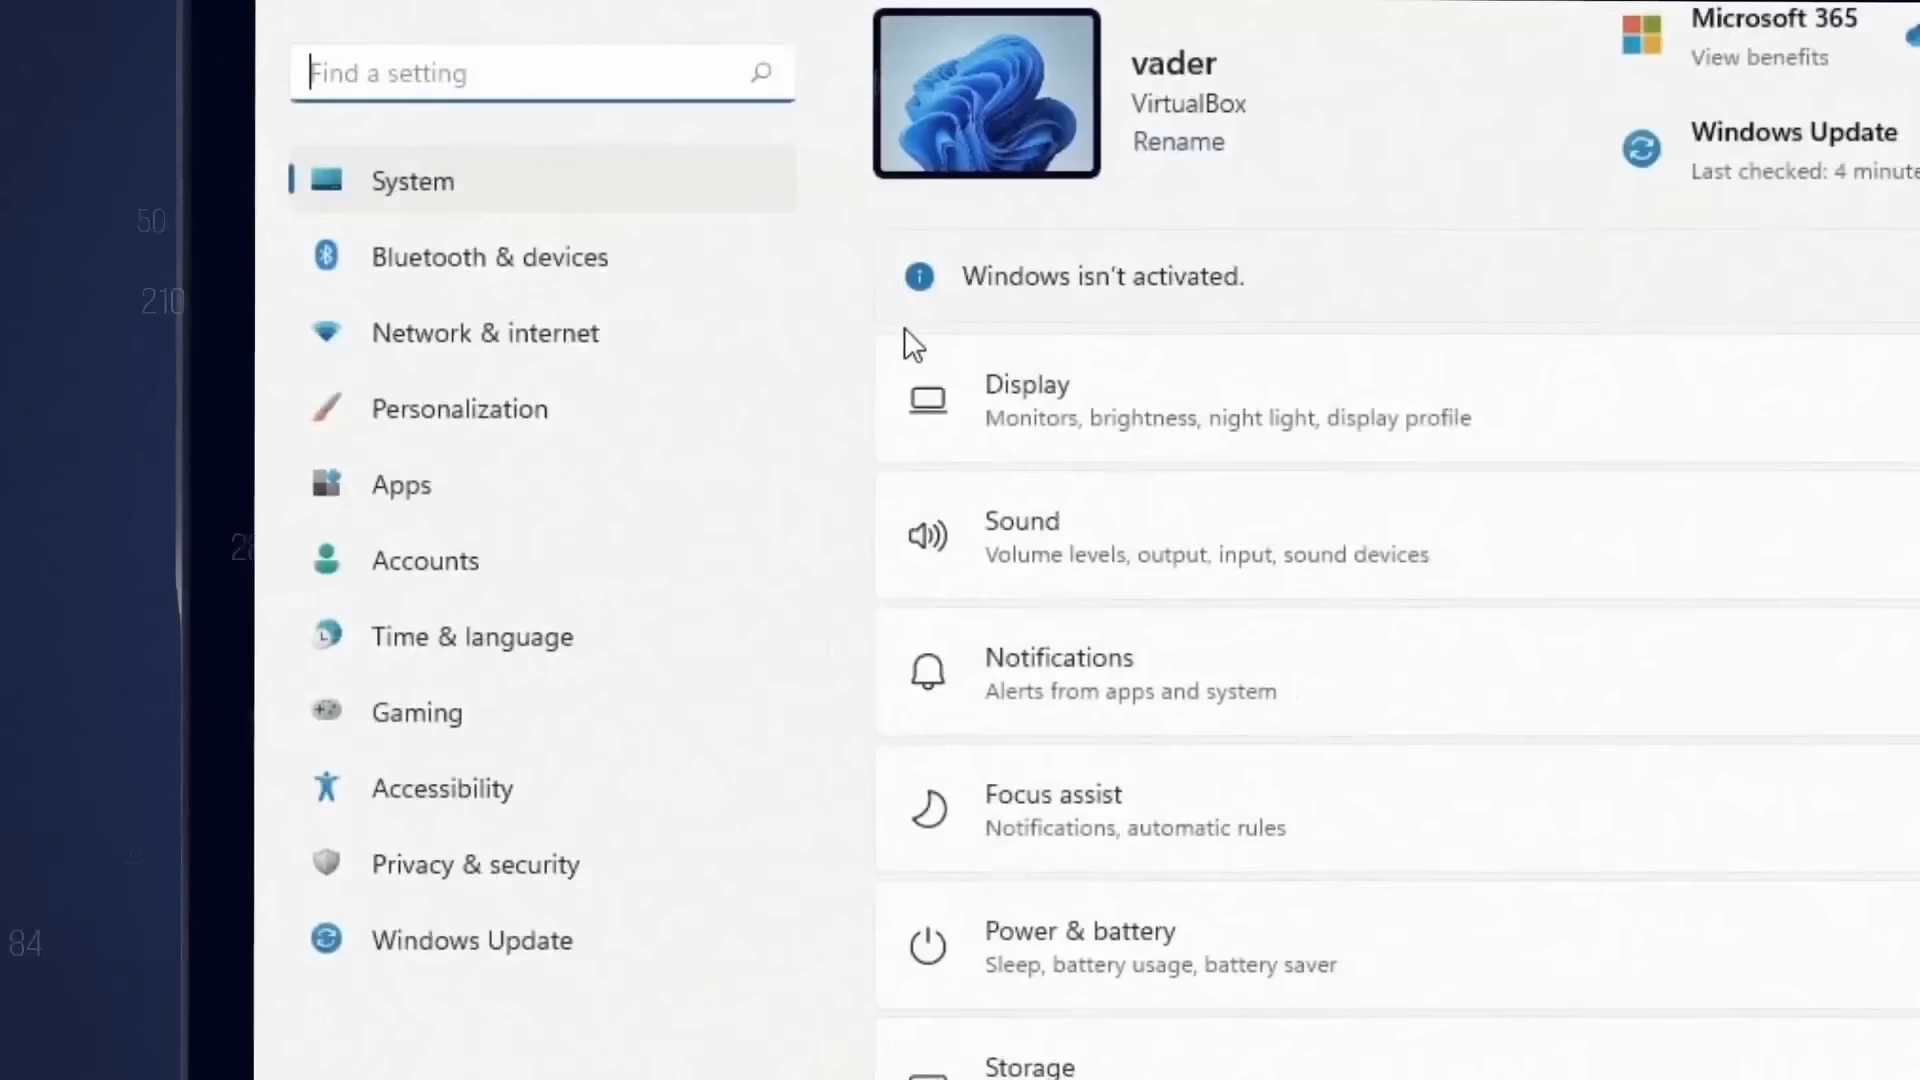 Find a setting
System
Bluetooth & devices
Network & internet
Personalization
Apps
Accounts
Time & language
Gaming
Accessibility
Privacy & security
Windows Update
vader
VirtualBox
Rename
Microsoft 365
View benefits
Windows Update
Last checked: 4 minute
Windows isn't activated.
Display
Monitors, brightness, night light, display profile
Sound
Volume levels, output, input, sound devices
Notifications
Alerts from apps and system
Focus assist
Notifications, automatic rules
Power & battery
Sleep, battery usage, battery saver
Storage
50
210
84